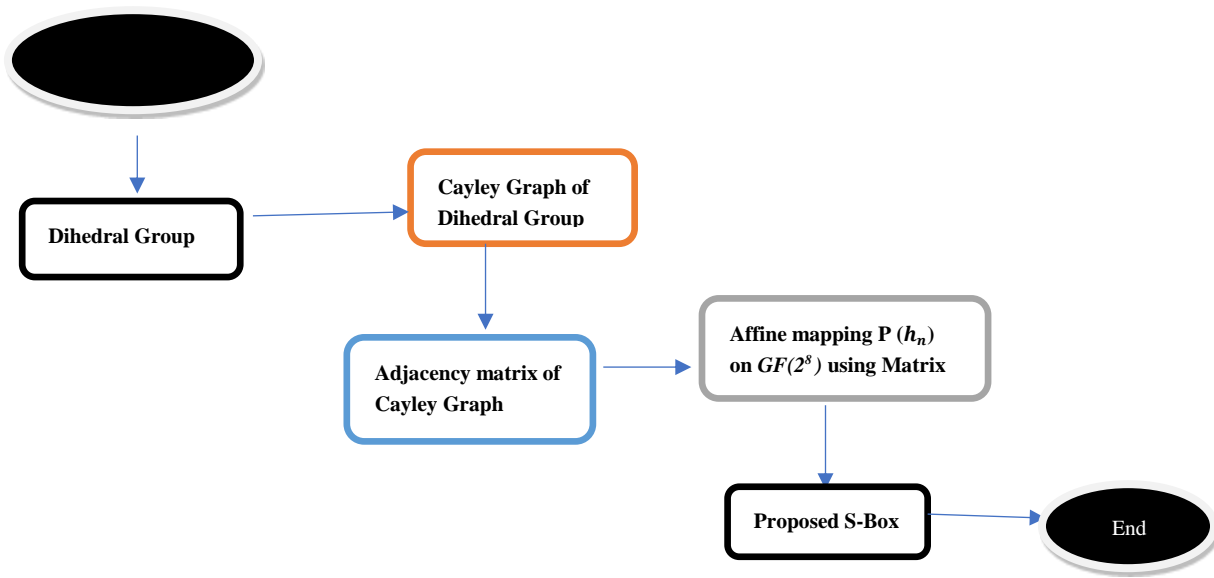 Dihedral Group
Cayley Graph of
Dihedral Group
Adjacency matrix of
Cayley Graph
Affine mapping P (hₙ)
on GF(2⁸) using Matrix
Proposed S-Box
End